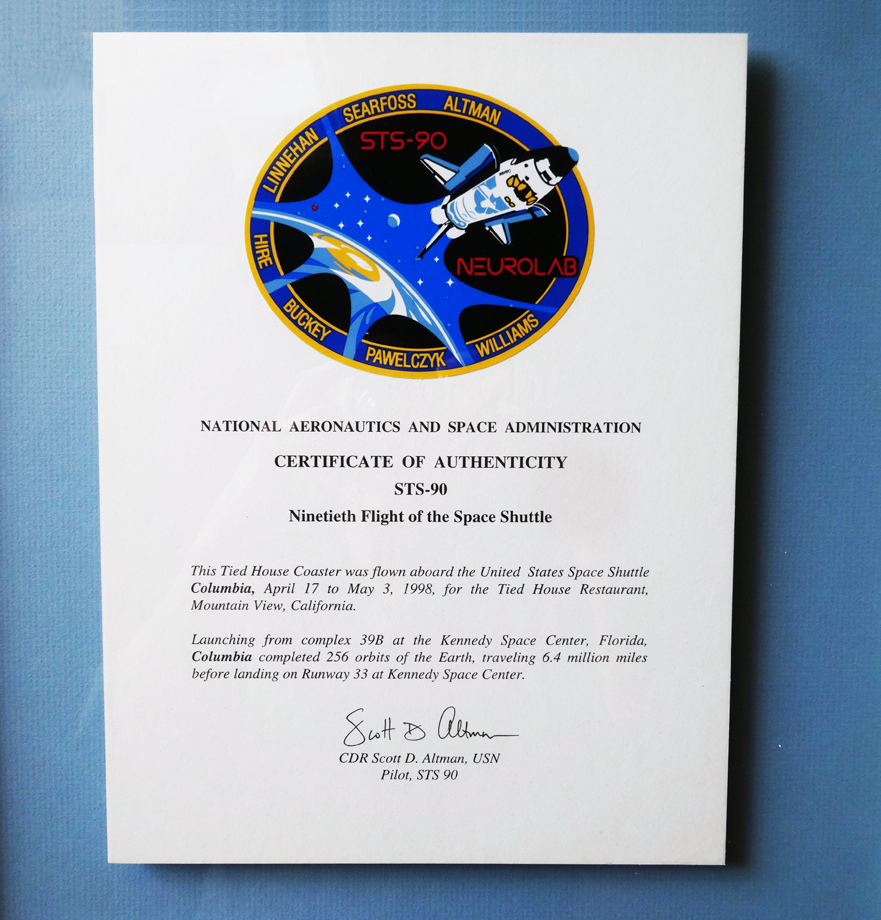 SEARFOSS ALTMAN
LINNEHAN
STS-90
HIRE
NEUROLAB
BUCKEY
PAWELCZYK
WILLIAMS
NATIONAL AERONAUTICS AND SPACE ADMINISTRATION
CERTIFICATE OF AUTHENTICITY
STS-90
Ninetieth Flight of the Space Shuttle
This Tied House Coaster was flown aboard the United States Space Shuttle
Columbia, April 17 to May 3, 1998, for the Tied House Restaurant,
Mountain View, California.
Launching from complex 39B at the Kennedy Space Center, Florida,
Columbia completed 256 orbits of the Earth, traveling 6.4 million miles
before landing on Runway 33 at Kennedy Space Center.
Scott D Altman
CDR Scott D. Altman, USN
Pilot, STS 90